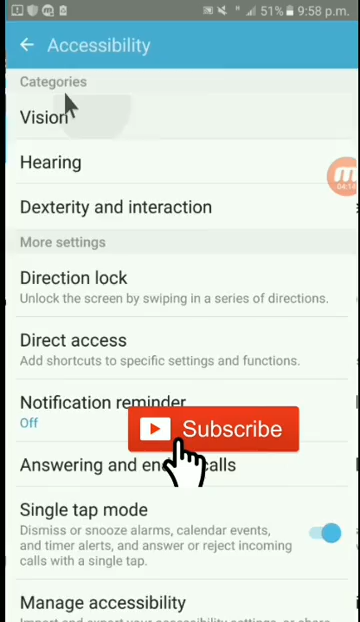 51% 9:58 p.m.
Accessibility
Categories
Vision
Hearing
04:14
Dexterity and interaction
More settings
Direction lock
Unlock the screen by swiping in a series of directions.
Direct access
Add shortcuts to specific settings and functions.
Notification reminder
Off
Subscribe
Answering and en calls
Single tap mode
Dismiss or snooze alarms, calendar events,
and timer alerts, and answer or reject incoming
calls with a single tap.
Manage accessibility